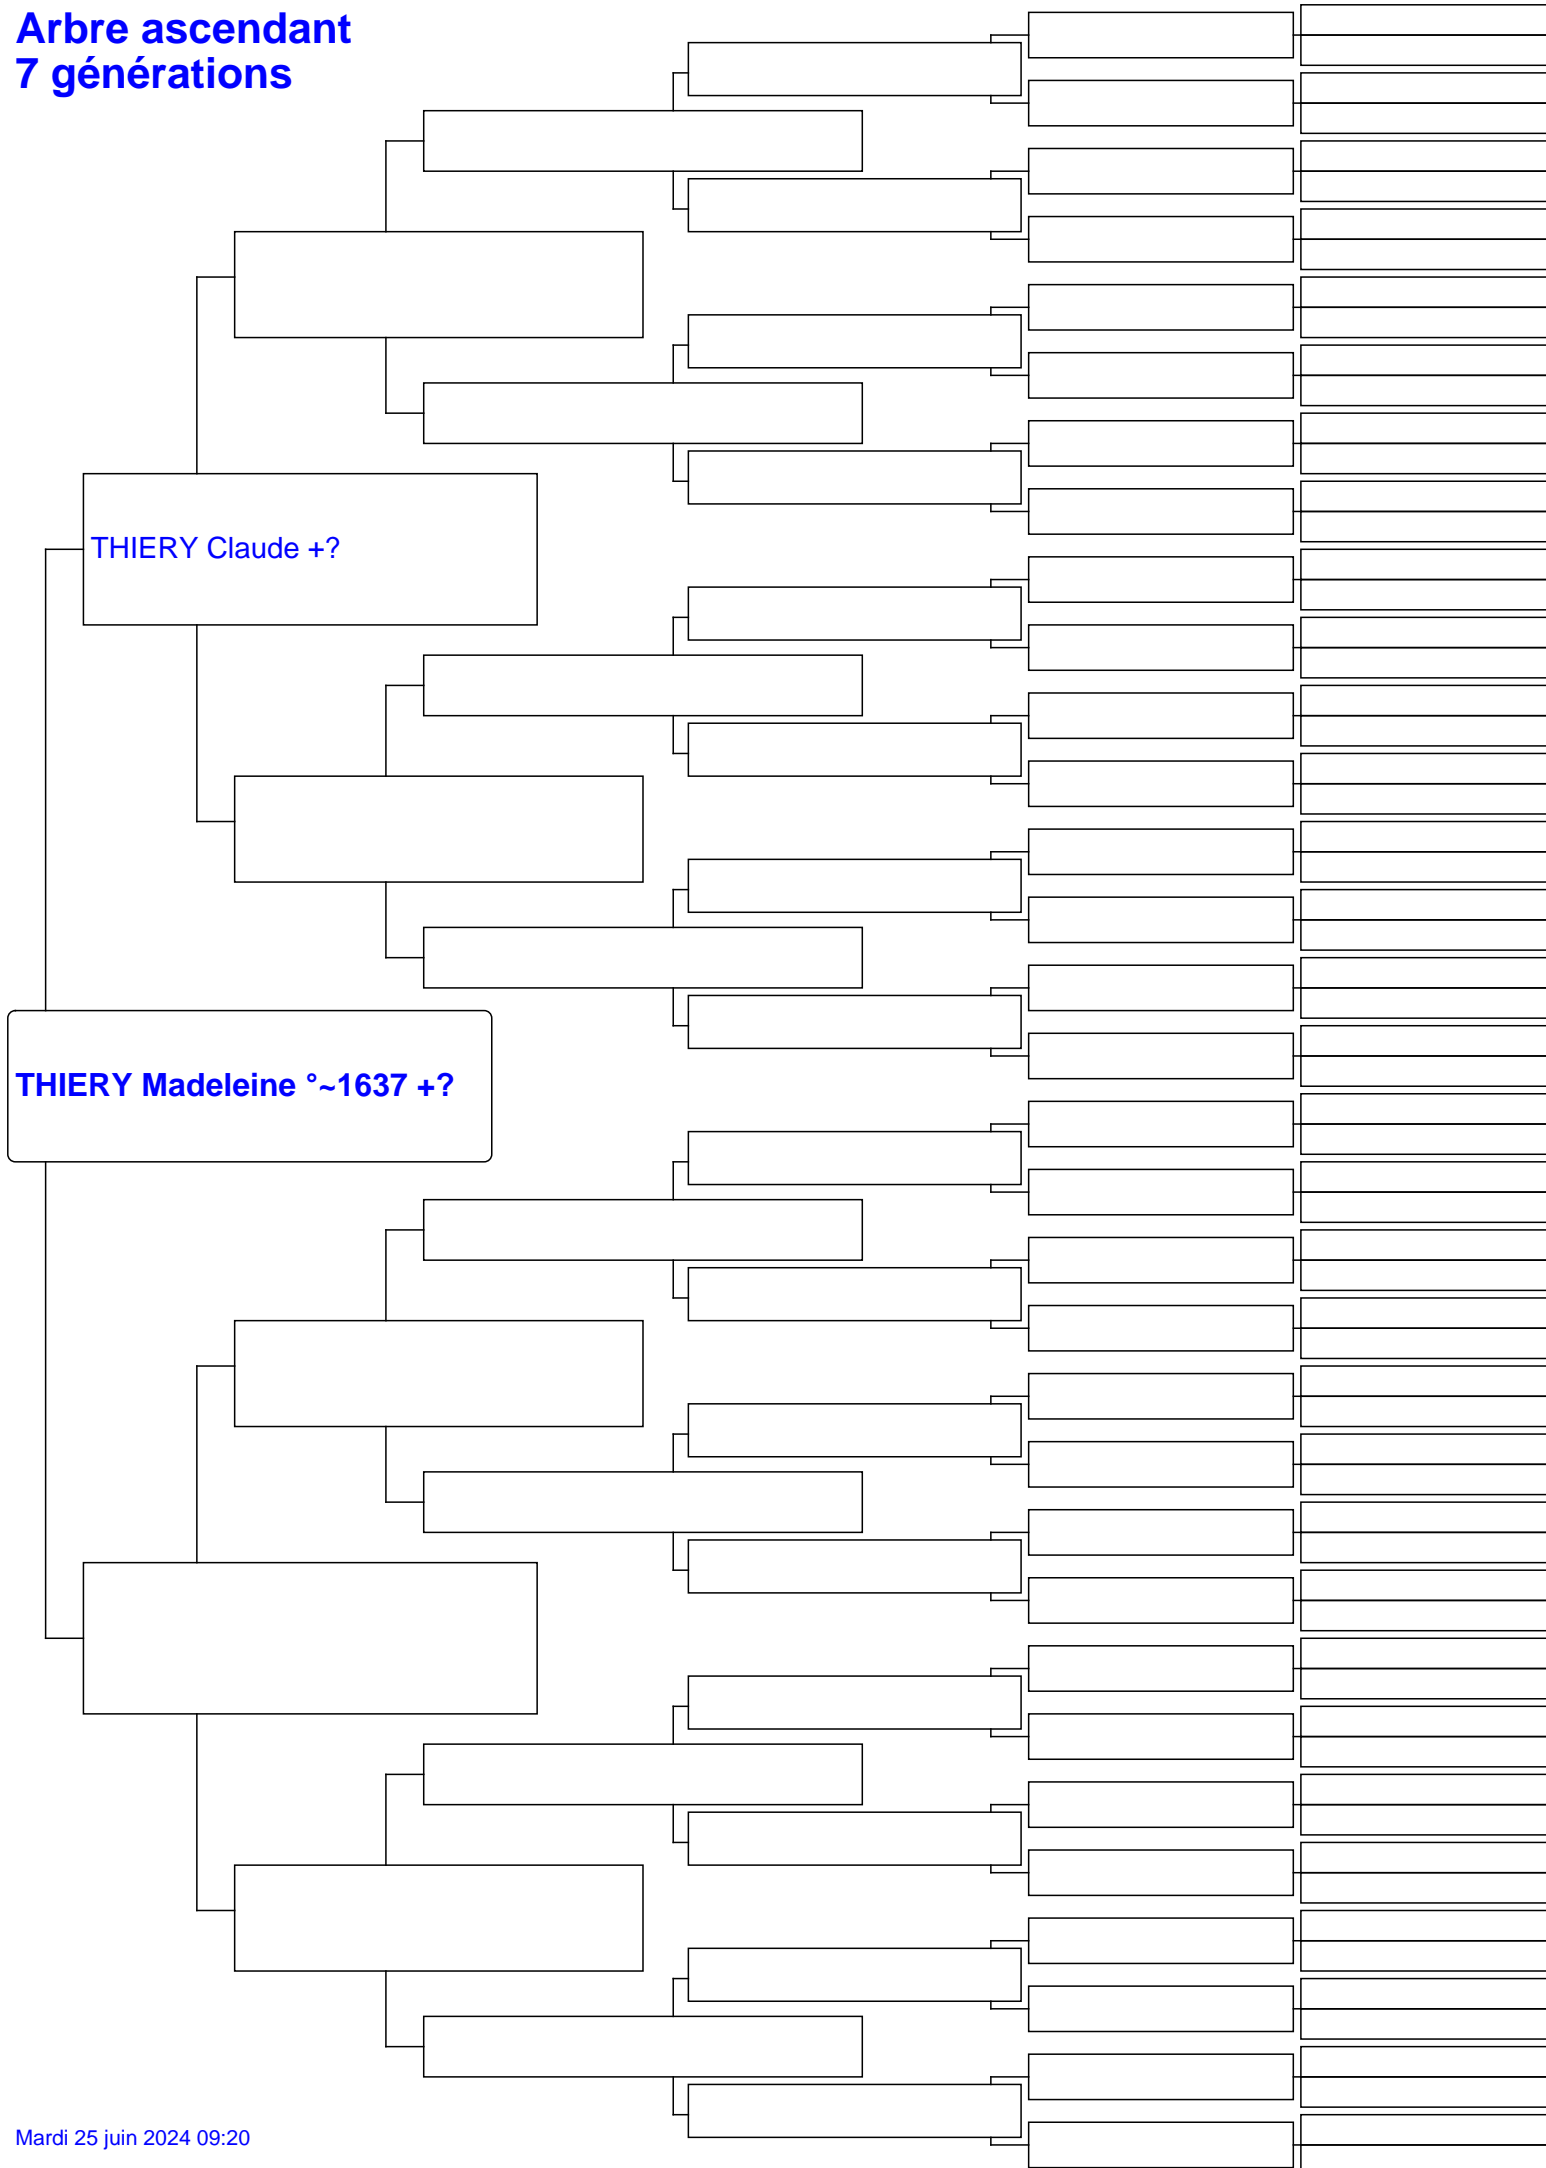 Arbre ascendant
7 générations
THIERY Claude +?
THIERY Madeleine °~1637 +?
Mardi 25 juin 2024 09:20